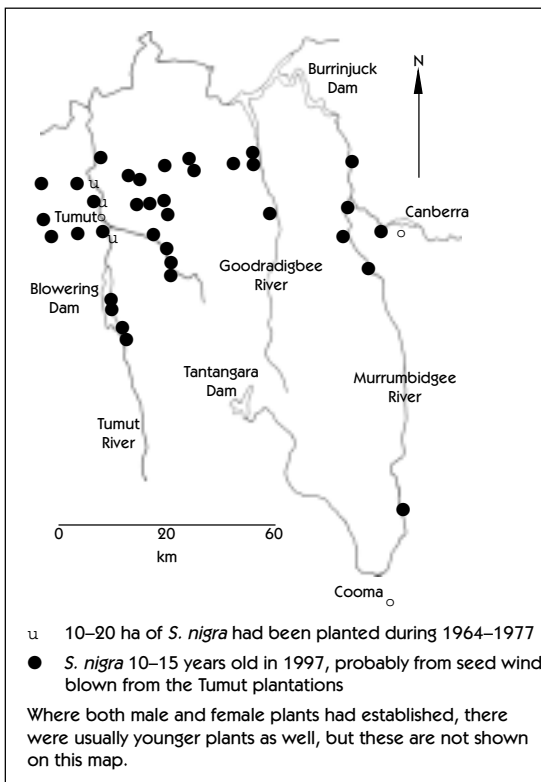 Burrinjuck
Dam
N
u
u
Tumut
u
Canberra
Goodradigbee
River
Blowering
Dam
Tantangara
Dam
Murrumbidgee
River
Tumut
River
0 20 60
km
Cooma
u 10–20 ha of S. nigra had been planted during 1964–1977
● S. nigra 10–15 years old in 1997, probably from seed wind
blown from the Tumut plantations
Where both male and female plants had established, there
were usually younger plants as well, but these are not shown
on this map.